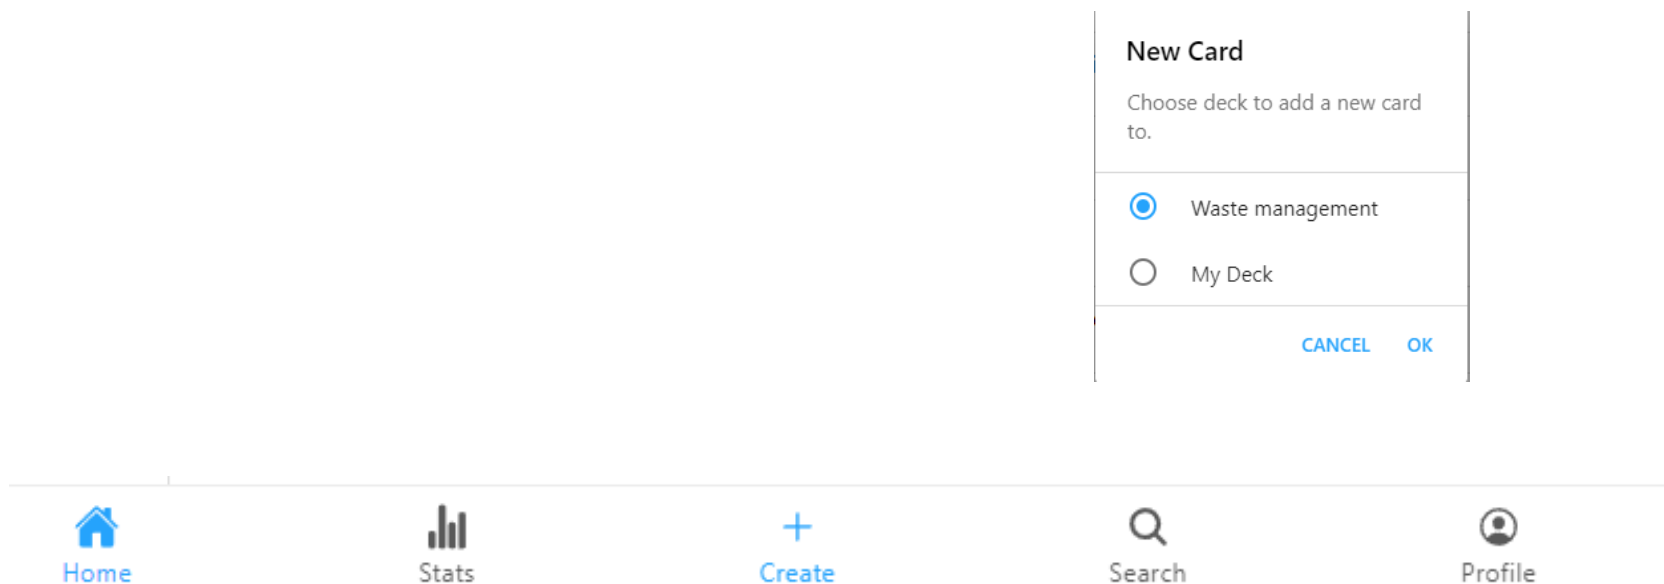 New Card
Choose deck to add a new card
to.
Waste management
My Deck
CANCEL OK
Home Stats Create Search Profile